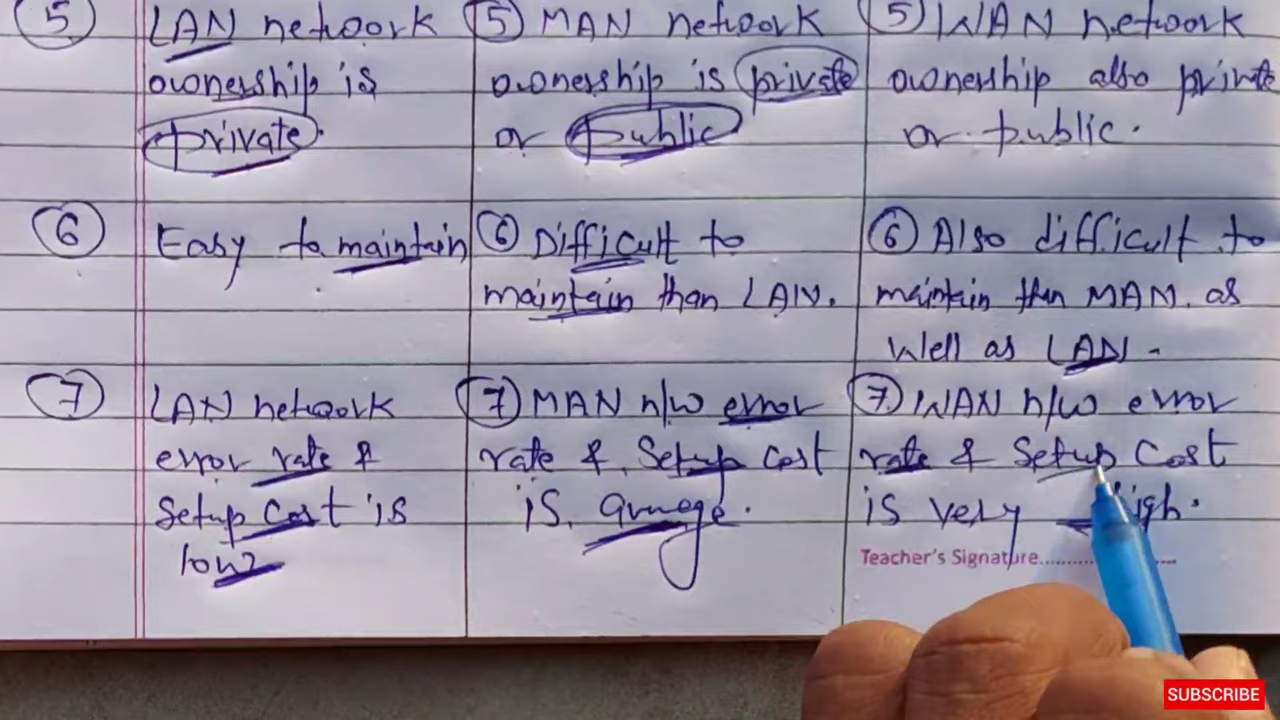 5
LAN network
ownership is
private.
5 MAN network
ownership is private
or public
5 WAN network
ownership also private
or public.
6
Easy to maintain
6 Difficult to
maintain than LAN.
6 Also difficult to
maintain than MAN. as
well as LAN.
7
LAN network
error rate &
Setup Cost is
low
7 MAN n/w error
rate & Setup Cost
is
7 WAN n/w error
rate & Setup Cost
is very high.
Teacher's Signature
SUBSCRIBE